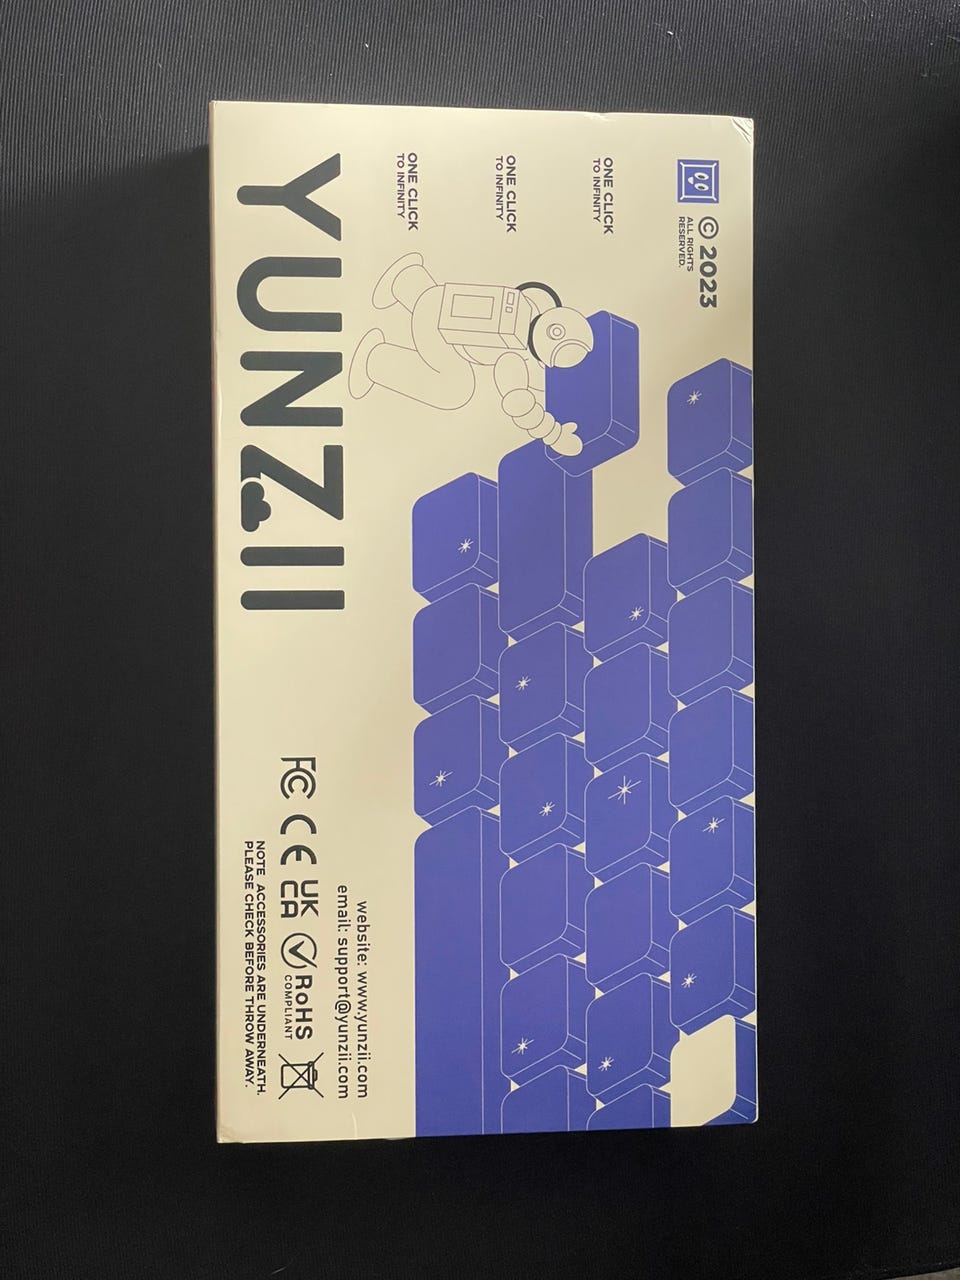 © 2023
ALL RIGHTS
RESERVED.
ONE CLICK
TO INFINITY
ONE CLICK
TO INFINITY
ONE CLICK
TO INFINITY
YUNZII
website: www.yunzii.com
email: support@yunzii.com
FC CE UK
CA RoHS
COMPLIANT
NOTE ACCESSORIES ARE UNDERNEATH.
PLEASE CHECK BEFORE THROW AWAY.